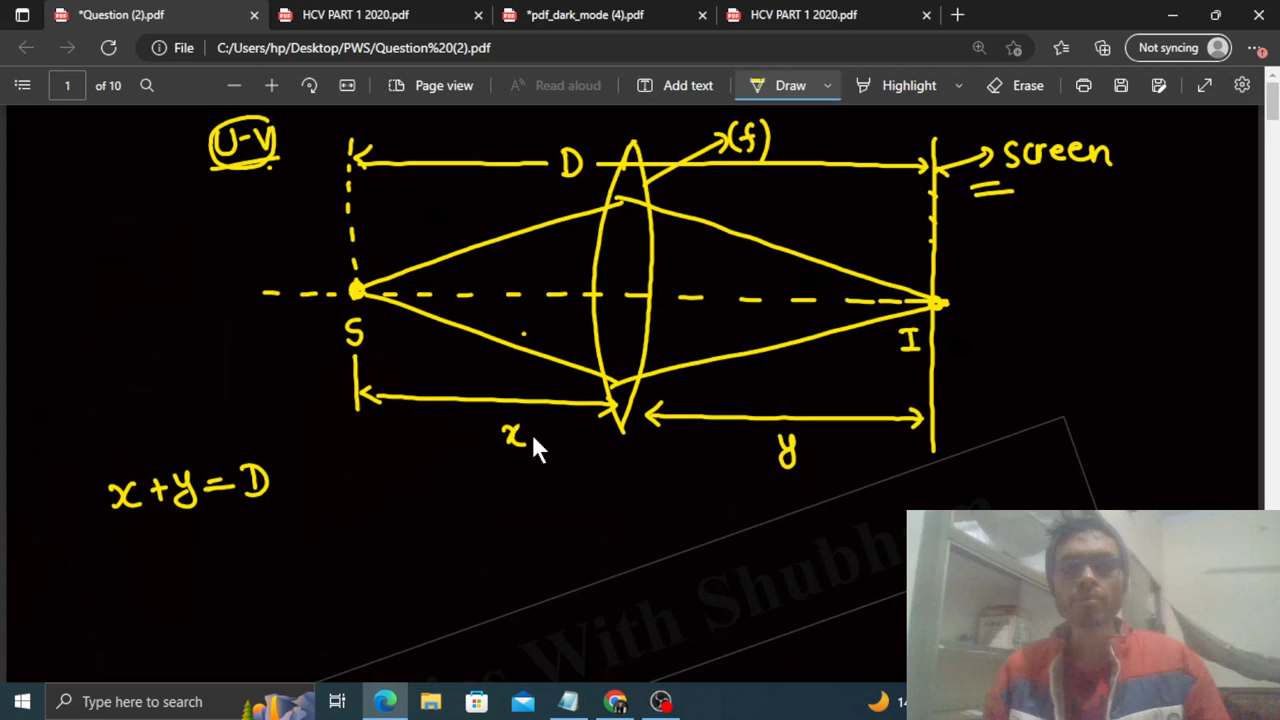 *Question (2).pdf
HCV PART 1 2020.pdf
*pdf_dark_mode (4).pdf
HCV PART 1 2020.pdf
File
C:/Users/hp/Desktop/PWS/Question%20(2).pdf
Not syncing
1 of 10
Page view
Read aloud
Add text
Draw
Highlight
Erase
U-V
D
(f)
screen
S
I
x
y
x+y=D
With Shubh
Type here to search